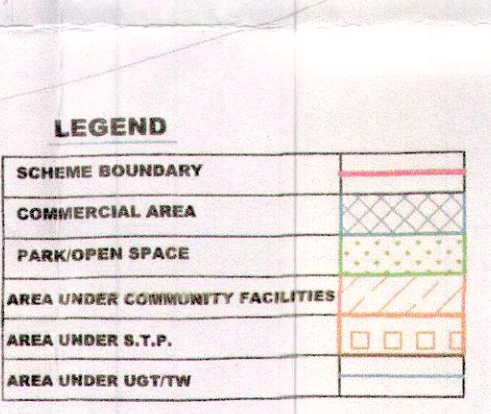 LEGEND
SCHEME BOUNDARY
COMMERCIAL AREA
PARK/OPEN SPACE
AREA UNDER COMMUNITY FACILITIES
AREA UNDER S.T.P.
AREA UNDER UGT/TW